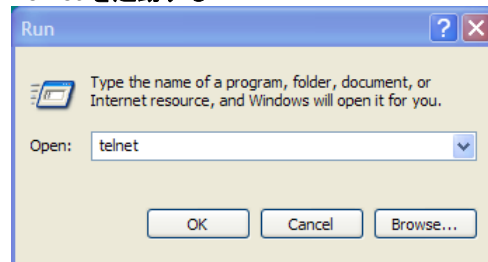 Run
Type the name of a program, folder, document, or
Internet resource, and Windows will open it for you.
Open: telnet
OK Cancel Browse...